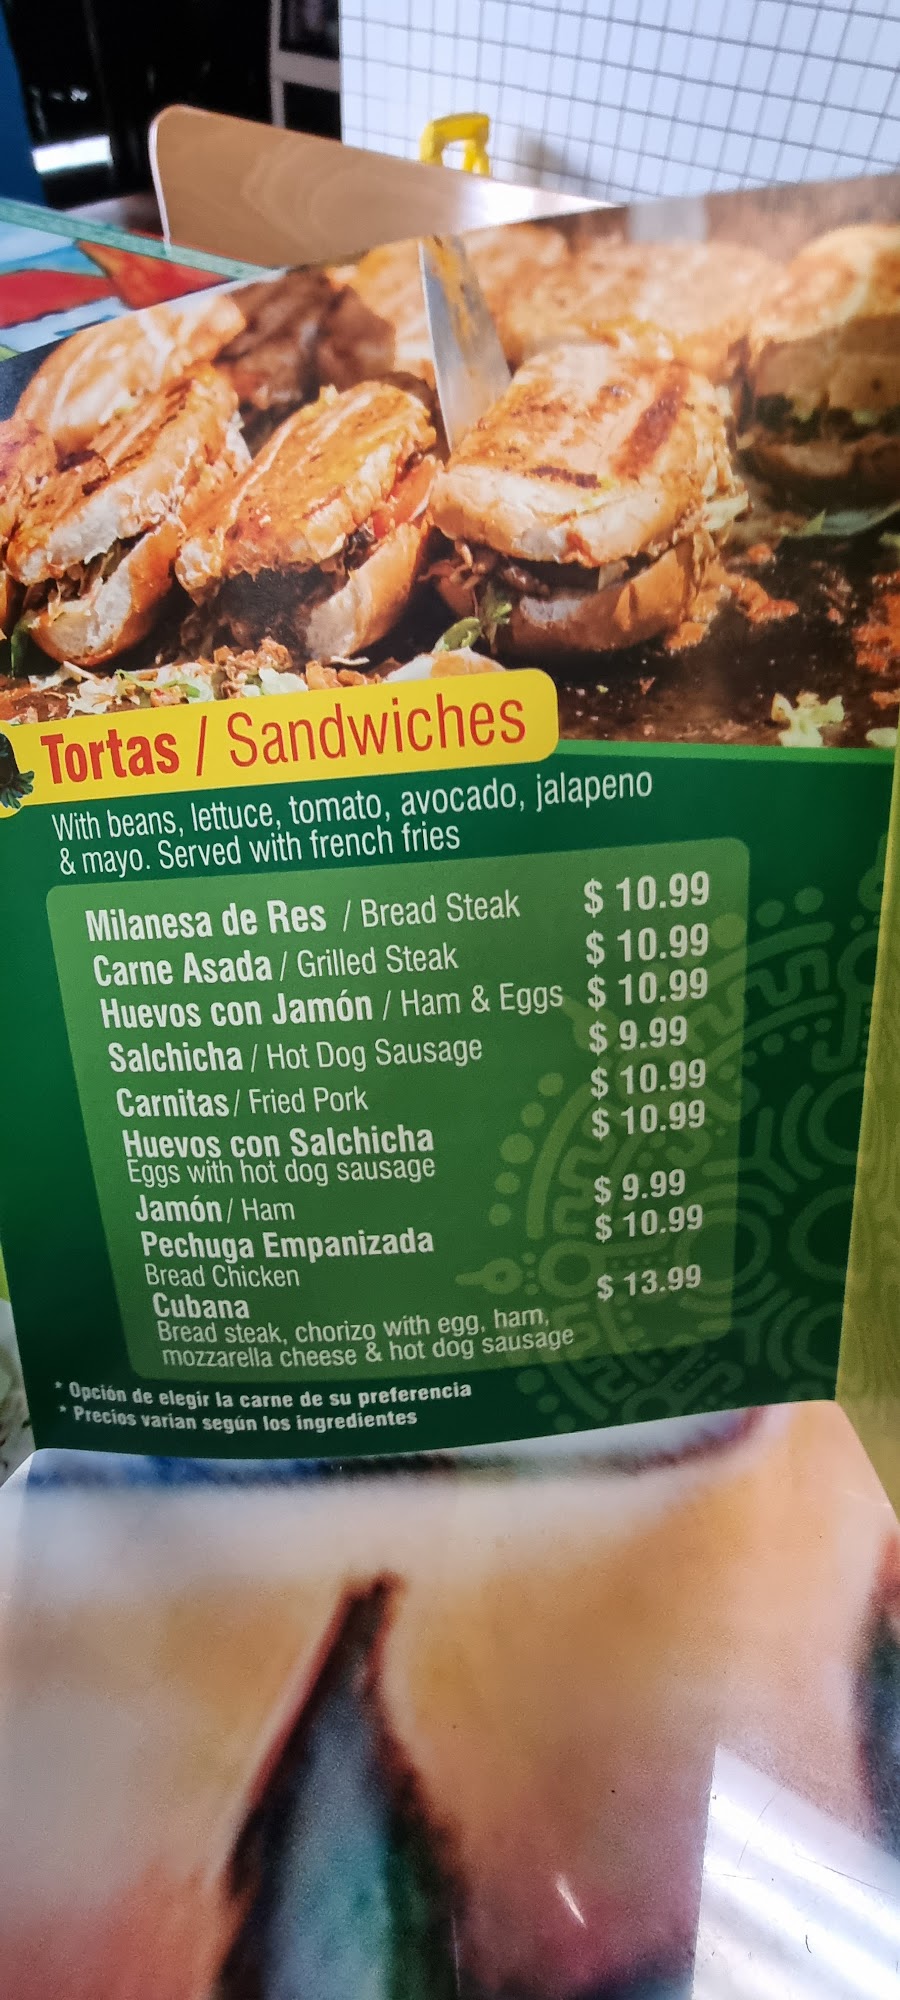 Tortas / Sandwiches
With beans, lettuce, tomato, avocado, jalapeno
& mayo. Served with french fries
Milanesa de Res / Bread Steak $ 10.99
Carne Asada / Grilled Steak $ 10.99
Huevos con Jamón / Ham & Eggs $ 10.99
Salchicha / Hot Dog Sausage $ 9.99
Carnitas / Fried Pork $ 10.99
Huevos con Salchicha $ 10.99
Eggs with hot dog sausage
Jamón / Ham $ 9.99
Pechuga Empanizada $ 10.99
Bread Chicken
Cubana $ 13.99
Bread steak, chorizo with egg, ham,
mozzarella cheese & hot dog sausage
* Opción de elegir la carne de su preferencia
* Precios varian según los ingredientes